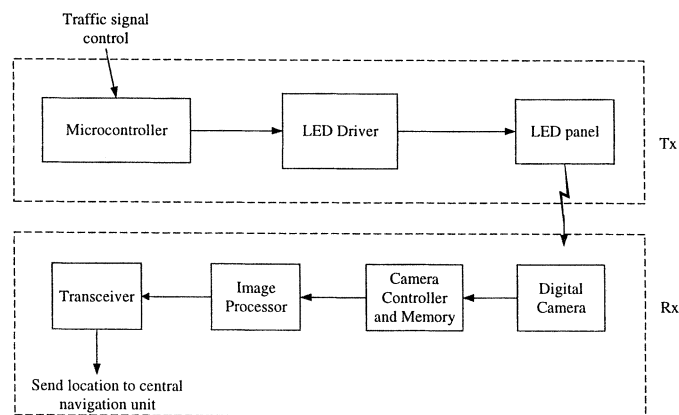 Traffic signal
control
Microcontroller
LED Driver
LED panel
Tx
Transceiver
Image
Processor
Camera
Controller
and Memory
Digital
Camera
Rx
Send location to central
navigation unit